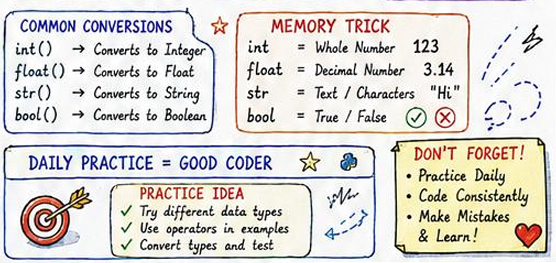 COMMON CONVERSIONS
int() → Converts to Integer
float() → Converts to Float
str() → Converts to String
bool() → Converts to Boolean
MEMORY TRICK
int = Whole Number 123
float = Decimal Number 3.14
str = Text / Characters "Hi"
bool = True / False
DAILY PRACTICE = GOOD CODER
PRACTICE IDEA
✓ Try different data types
✓ Use operators in examples
✓ Convert types and test
DON'T FORGET!
• Practice Daily
• Code Consistently
• Make Mistakes
& Learn!